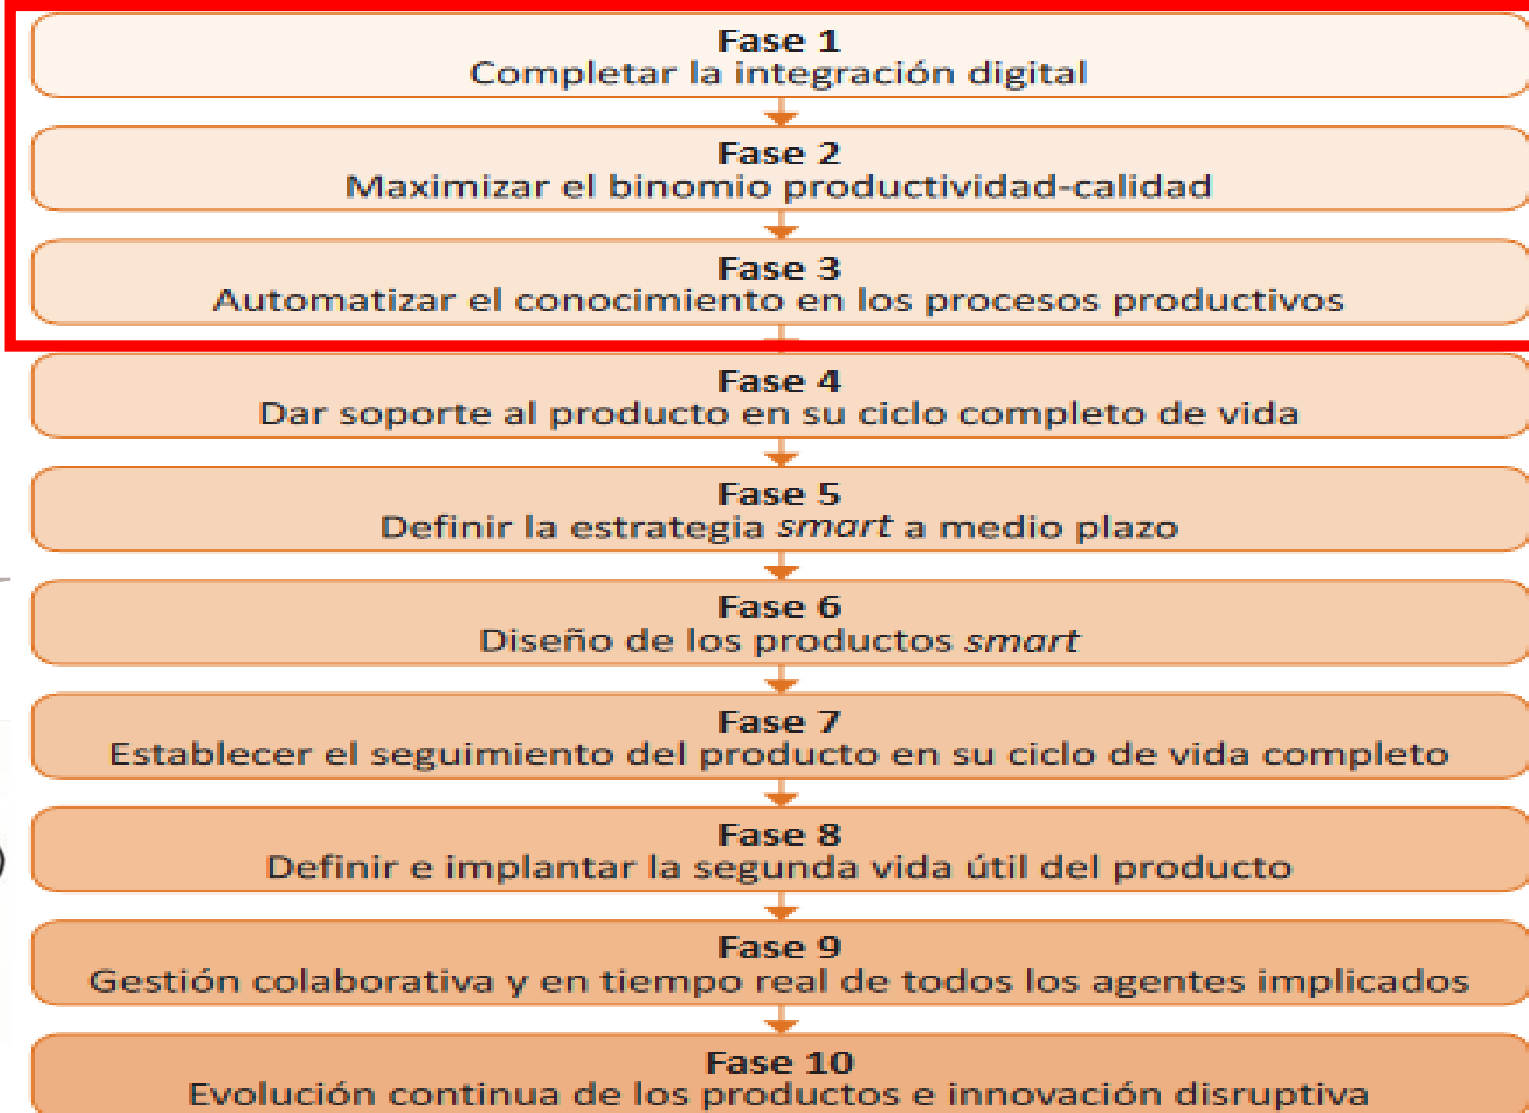 Fase 1
Completar la integración digital
Fase 2
Maximizar el binomio productividad-calidad
Fase 3
Automatizar el conocimiento en los procesos productivos
Fase 4
Dar soporte al producto en su ciclo completo de vida
Fase 5
Definir la estrategia smart a medio plazo
Fase 6
Diseño de los productos smart
Fase 7
Establecer el seguimiento del producto en su ciclo de vida completo
Fase 8
Definir e implantar la segunda vida útil del producto
Fase 9
Gestión colaborativa y en tiempo real de todos los agentes implicados
Fase 10
Evolución continua de los productos e innovación disruptiva